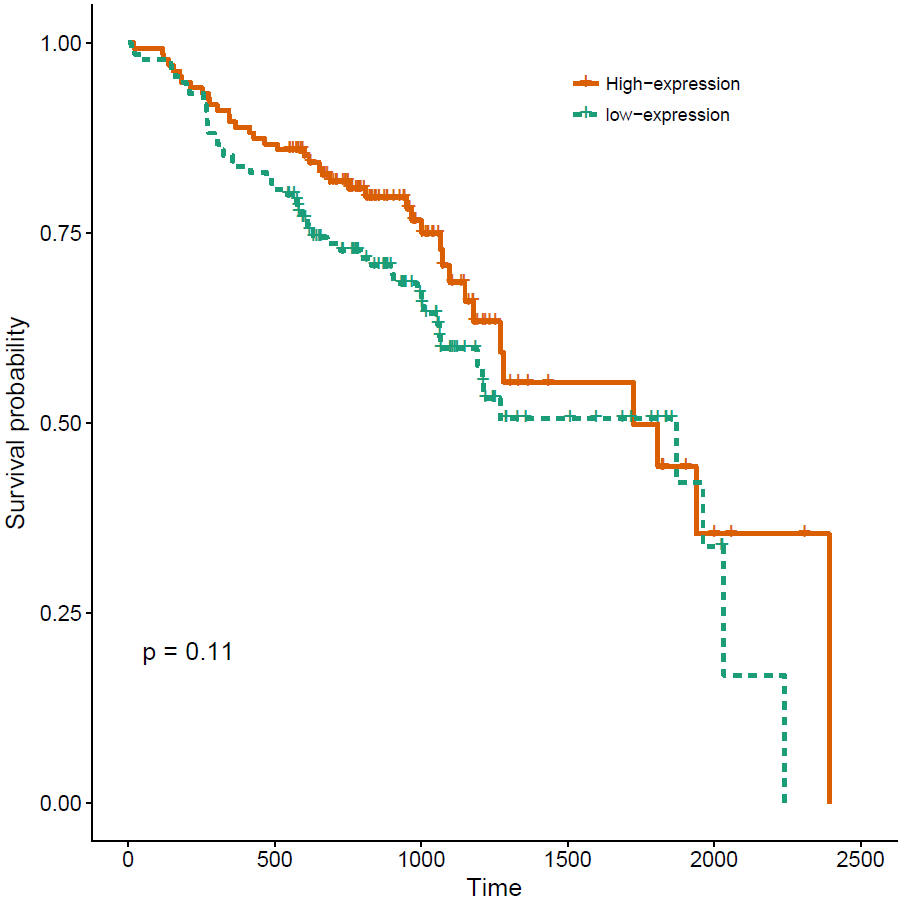 1.00
High−expression
low−expression
0.75
Survival probability
0.50
0.25
p = 0.11
0.00
0 500 1000 1500 2000 2500
Time